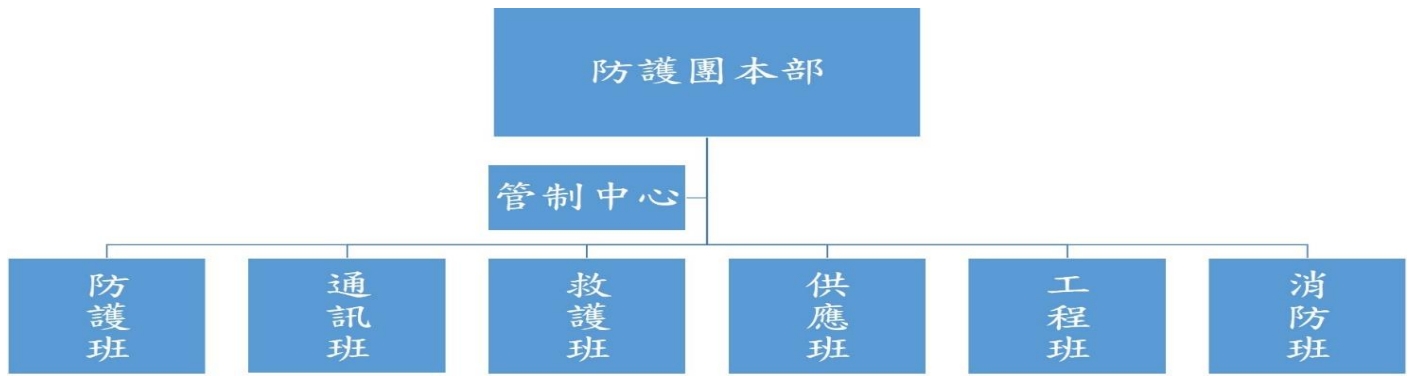 防護團本部
管制中心
防護班
通訊班
救護班
供應班
工程班
消防班